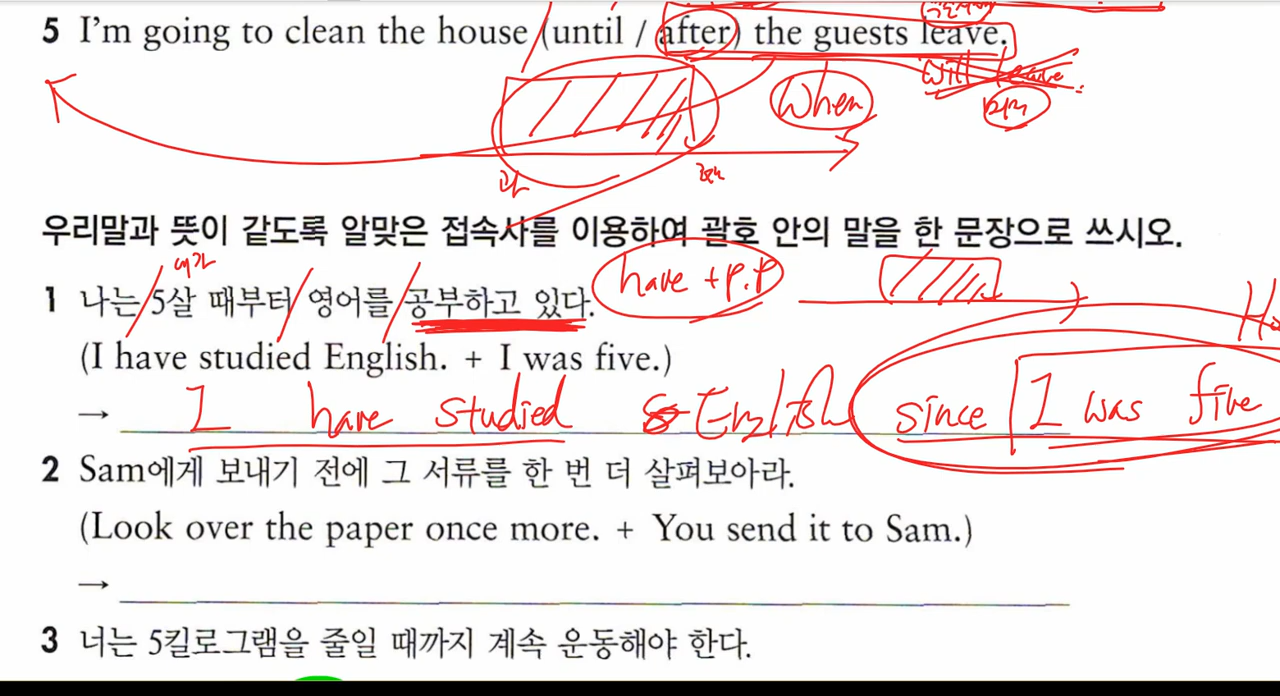 5 I'm going to clean the house (until / after) the guests leave.
will leave.
When
우리말과 뜻이 같도록 알맞은 접속사를 이용하여 괄호 안의 말을 한 문장으로 쓰시오.
1 나는 5살 때부터 영어를 공부하고 있다. have + p.p
(I have studied English. + I was five.)
→ I have studied English since I was five
2 Sam에게 보내기 전에 그 서류를 한 번 더 살펴보아라.
(Look over the paper once more. + You send it to Sam.)
→
3 너는 5킬로그램을 줄일 때까지 계속 운동해야 한다.